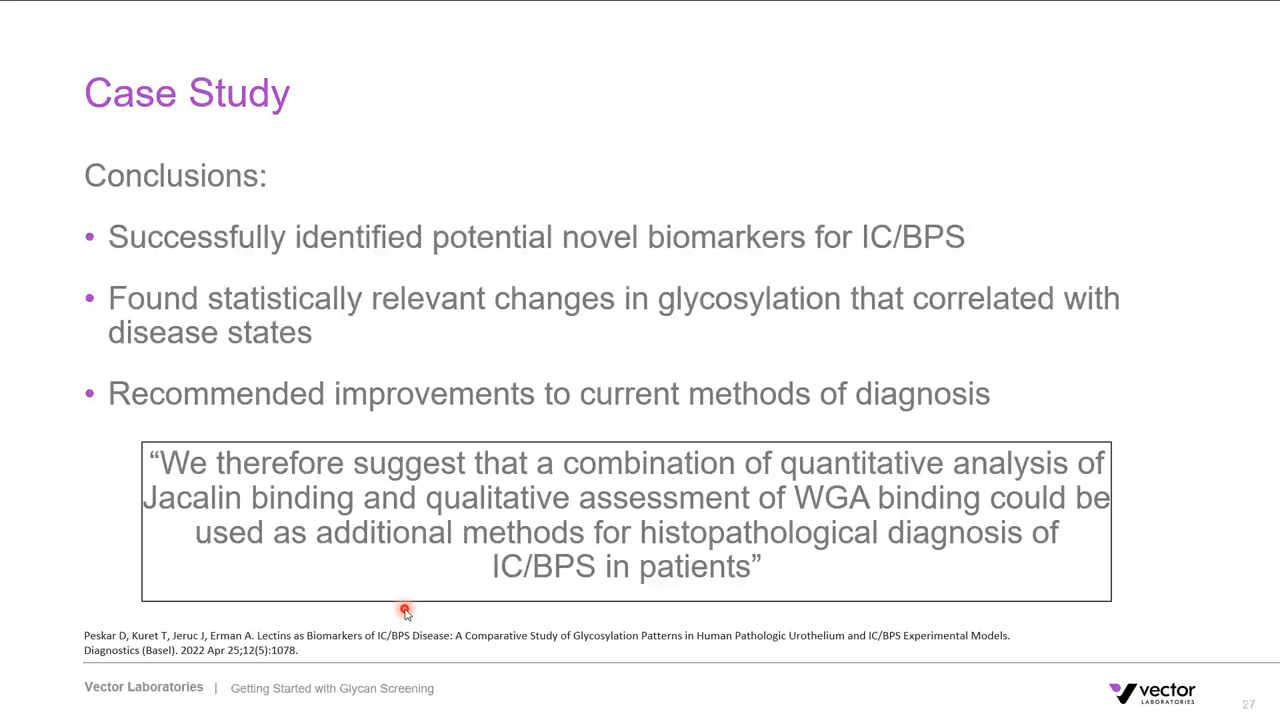 Case Study
Conclusions:
• Successfully identified potential novel biomarkers for IC/BPS
• Found statistically relevant changes in glycosylation that correlated with
disease states
• Recommended improvements to current methods of diagnosis
“We therefore suggest that a combination of quantitative analysis of
Jacalin binding and qualitative assessment of WGA binding could be
used as additional methods for histopathological diagnosis of
IC/BPS in patients”
Peskar D, Kuret T, Jeruc J, Erman A. Lectins as Biomarkers of IC/BPS Disease: A Comparative Study of Glycosylation Patterns in Human Pathologic Urothelium and IC/BPS Experimental Models.
Diagnostics (Basel). 2022 Apr 25;12(5):1078.
Vector Laboratories | Getting Started with Glycan Screening
vector
LABORATORIES
27